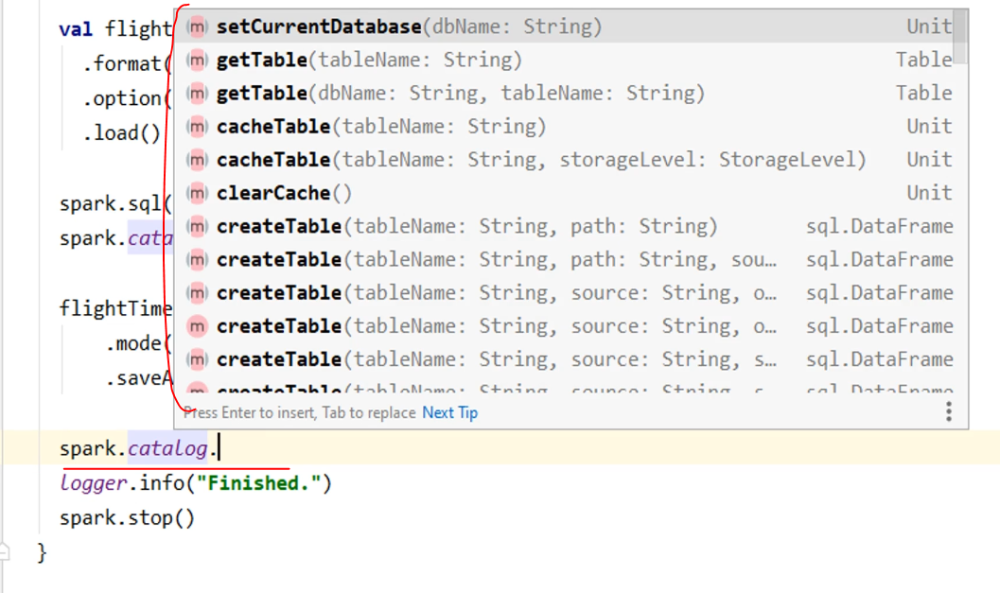 val flight
.format(
.option(
.load()
spark.sql(
spark.cata
flightTime
.mode(
.saveA
m setCurrentDatabase(dbName: String) Unit
m getTable(tableName: String) Table
m getTable(dbName: String, tableName: String) Table
m cacheTable(tableName: String) Unit
m cacheTable(tableName: String, storageLevel: StorageLevel) Unit
m clearCache() Unit
m createTable(tableName: String, path: String) sql.DataFrame
m createTable(tableName: String, path: String, sou… sql.DataFrame
m createTable(tableName: String, source: String, o… sql.DataFrame
m createTable(tableName: String, source: String, o… sql.DataFrame
m createTable(tableName: String, source: String, s… sql.DataFrame
m createTable(tableName: String, source: String, s… sql.DataFrame
Press Enter to insert, Tab to replace Next Tip
spark.catalog.
logger.info("Finished.")
spark.stop()
}